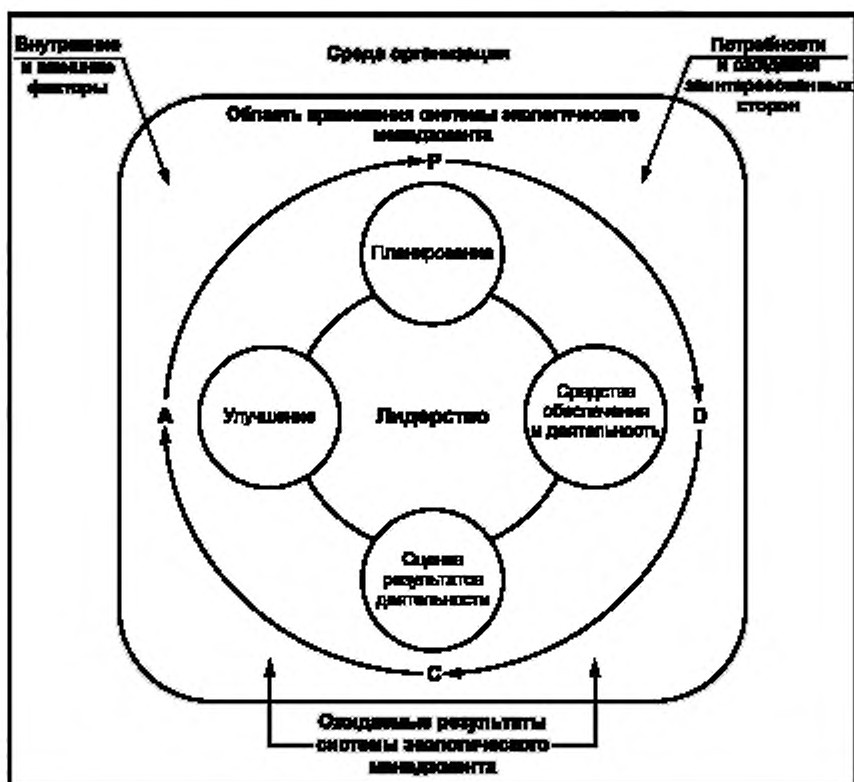 Внутренние
и внешние
факторы
Среда организации
Потребности
и ожидания
заинтересованных
сторон
Область применения системы экологического
менеджмента
P
Планирование
A
Улучшение
Лидерство
Средства
обеспечения
и деятельность
D
Оценка
результатов
деятельности
C
Ожидаемые результаты
системы экологического
менеджмента